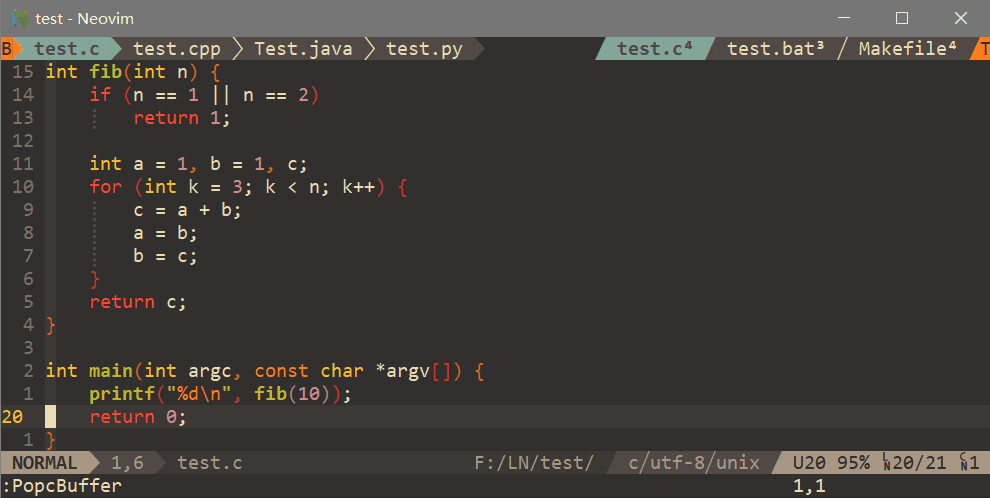 test - Neovim
B test.c test.cpp Test.java test.py test.c⁴ test.bat³ Makefile⁴ T
15 int fib(int n) {
14     if (n == 1 || n == 2)
13         return 1;
12
11     int a = 1, b = 1, c;
10     for (int k = 3; k < n; k++) {
9         c = a + b;
8         a = b;
7         b = c;
6     }
5     return c;
4 }
3
2 int main(int argc, const char *argv[]) {
1     printf("%d\n", fib(10));
20     return 0;
1 }
NORMAL 1,6 test.c F:/LN/test/ c/utf-8/unix U20 95% LN20/21 CN1
:PopcBuffer 1,1